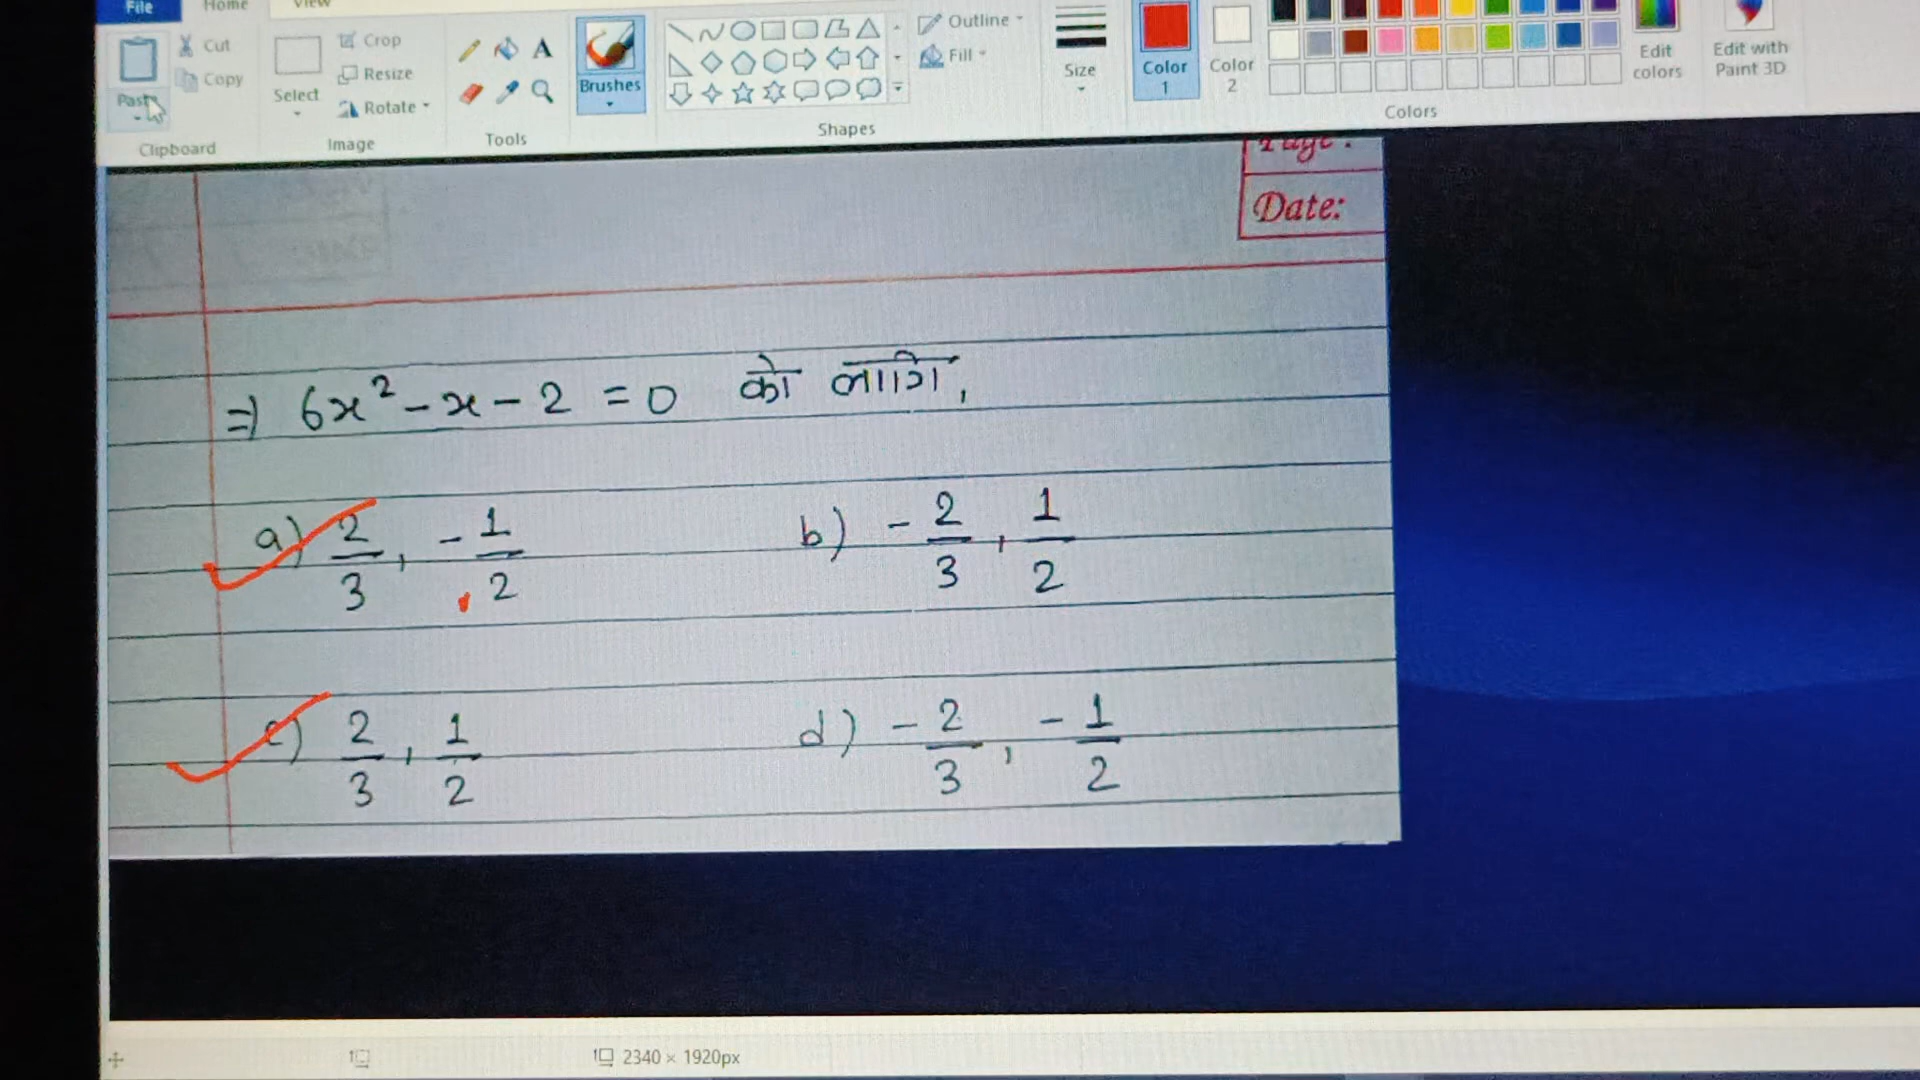 File Home View
Paste Cut Copy Clipboard
Select Crop Resize Rotate Image
A Tools
Brushes
Shapes
Outline Fill
Size
Color 1 Color 2
Colors
Edit colors
Edit with Paint 3D
Date:
⇒ 6x² - x - 2 = 0 को
a) 2/3, -1/2 b) -2/3, 1/2
c) 2/3, 1/2 d) -2/3, -1/2
2340 × 1920px